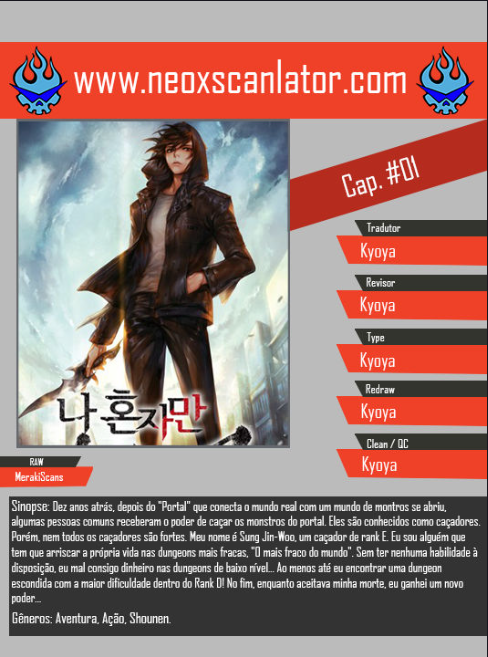 www.neoxscanlator.com
Cap. #01
Tradutor
Kyoya
Revisor
Kyoya
Type
Kyoya
Redraw
Kyoya
Clean / QC
Kyoya
나 혼자만
RAW
MerakiScans
Sinopse: Dez anos atrás, depois do "Portal" que conecta o mundo real com um mundo de montros se abriu,
algumas pessoas comuns receberam o poder de caçar os monstros do portal. Eles são conhecidos como caçadores.
Porém, nem todos os caçadores são fortes. Meu nome é Sung Jin-Woo, um caçador de rank E. Eu sou alguém que
tem que arriscar a própria vida nas dungeons mais fracas, "O mais fraco do mundo". Sem ter nenhuma habilidade à
disposição, eu mal consigo dinheiro nas dungeons de baixo nível... Ao menos até eu encontrar uma dungeon
escondida com a maior dificuldade dentro do Rank D! No fim, enquanto aceitava minha morte, eu ganhei um novo
poder...
Gêneros: Aventura, Ação, Shounen.